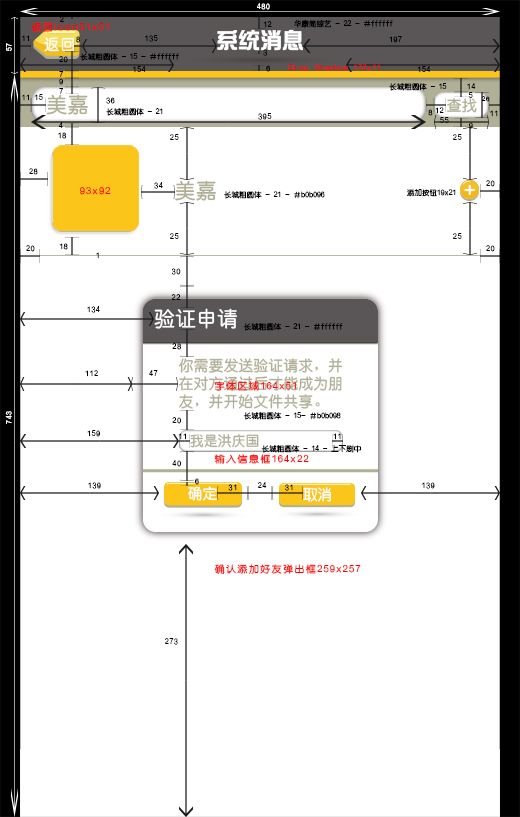 480
12
华康俪综艺 - 22 - #ffffff
57
11
返回
8
135
系统消息
197
长城粗圆体 - 15 - #ffffff
3
20
154
6
154
7
9
7
长城粗圆体 - 15
14
5
11
15
美嘉
36
长城粗圆体 - 21
395
8
12
查找
26
11
55
9
4
18
25
25
28
93x92
34
美嘉
长城粗圆体 - 21 - #b0b096
添加按钮19x21
20
25
25
18
20
1
20
30
22
134
验证申请
长城粗圆体 - 21 - #ffffff
28
你需要发送验证请求，并
在对方通过后才能成为朋
友，并开始文件共享。
字体区域164x61
112
47
长城粗圆体 - 15- #b0b098
20
159
11
我是洪庆国
11
长城粗圆体 - 14 - 上下剧中
输入信息框164x22
40
743
6
139
确定
31
24
31
取消
139
确认添加好友弹出框259x257
273